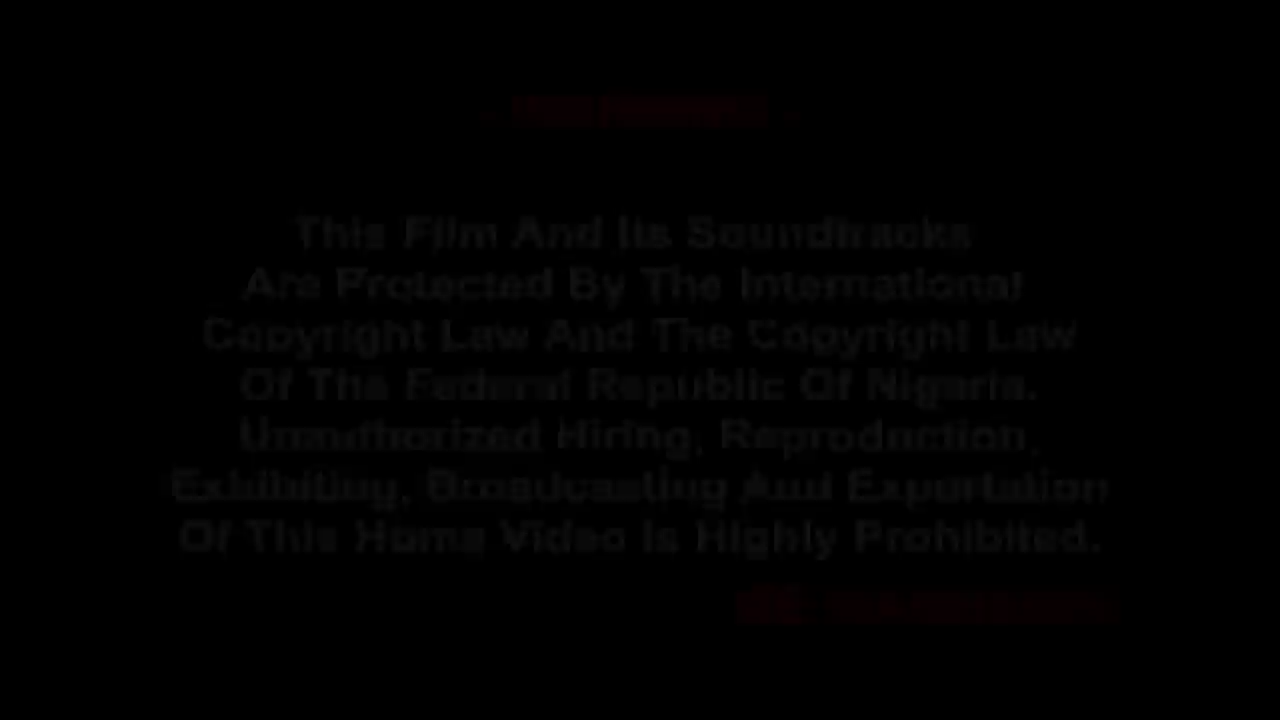 This Film And Its Soundtracks
Are Protected By The International
Copyright Law And The Copyright Law
Of The Federal Republic Of Nigeria.
Unauthorized Hiring, Reproduction,
Exhibiting, Broadcasting And Exportation
Of This Home Video Is Highly Prohibited.